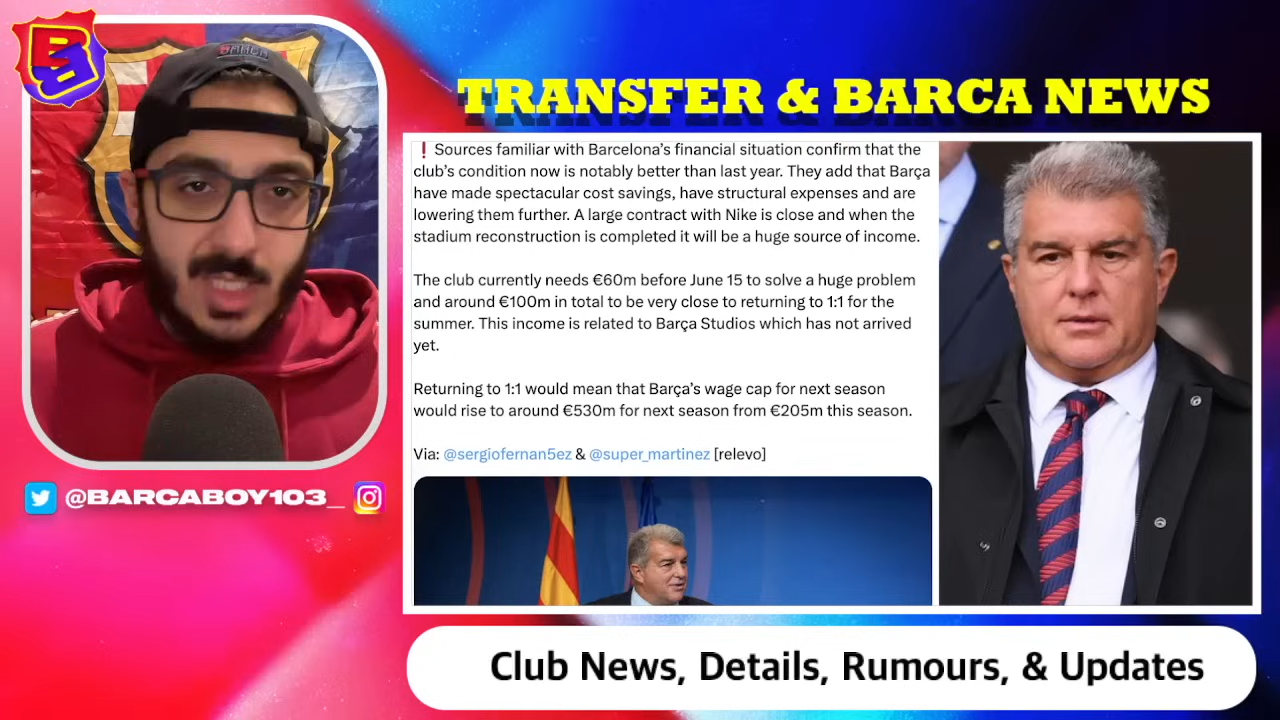 BARÇA
TRANSFER & BARCA NEWS
❗ Sources familiar with Barcelona's financial situation confirm that the
club's condition now is notably better than last year. They add that Barça
have made spectacular cost savings, have structural expenses and are
lowering them further. A large contract with Nike is close and when the
stadium reconstruction is completed it will be a huge source of income.
The club currently needs €60m before June 15 to solve a huge problem
and around €100m in total to be very close to returning to 1:1 for the
summer. This income is related to Barça Studios which has not arrived
yet.
Returning to 1:1 would mean that Barça's wage cap for next season
would rise to around €530m for next season from €205m this season.
Via: @sergiofernan5ez & @super_martinez [relevo]
@BARCABOY103_
Club News, Details, Rumours, & Updates